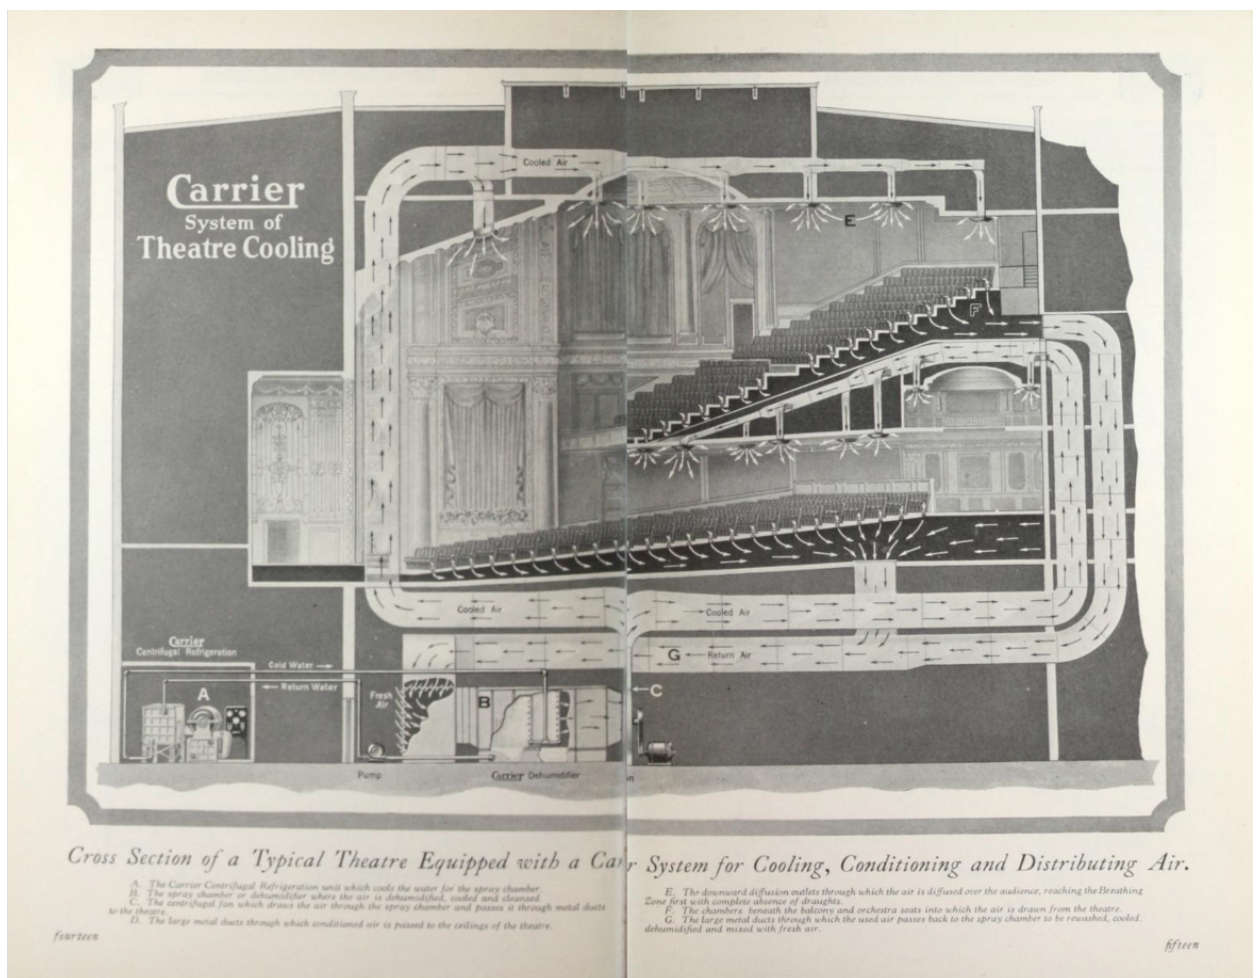 Carrier
System of
Theatre Cooling
Cooled Air
E
F
Cooled Air
Cooled Air
G
Return Air
Carrier
Centrifugal Refrigeration
Cold Water
Return Water
A
Fresh
Air
B
C
Pump
Carrier Dehumidifier
Cross Section of a Typical Theatre Equipped with a Car r System for Cooling, Conditioning and Distributing Air.
A. The Carrier Centrifugal Refrigeration unit which cools the water for the spray chamber.
B. The spray chamber or dehumidifier where the air is dehumidified, cooled and cleansed.
C. The centrifugal fan which draws the air through the spray chamber and passes it through metal ducts
to the theatre.
D. The large metal ducts through which conditioned air is passed to the ceilings of the theatre.
fourteen
E. The downward diffusion outlets through which the air is diffused over the audience, reaching the Breathing
Zone first with complete absence of draughts.
F. The chambers beneath the balcony and orchestra seats into which the air is drawn from the theatre.
G. The large metal ducts through which the used air passes back to the spray chamber to be rewashed, cooled,
dehumidified and mixed with fresh air.
fifteen